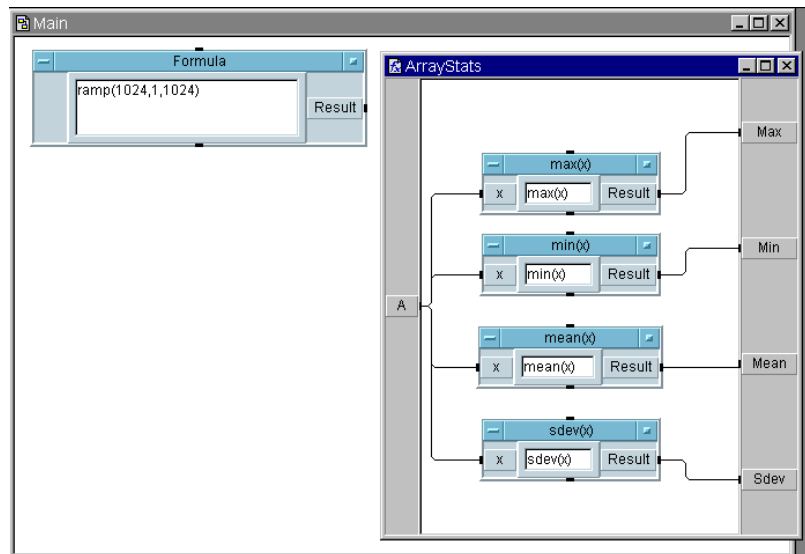 Main
Formula
ramp(1024,1,1024)
Result
ArrayStats
A
max(x)
x
max(x)
Result
Max
min(x)
x
min(x)
Result
Min
mean(x)
x
mean(x)
Result
Mean
sdev(x)
x
sdev(x)
Result
Sdev